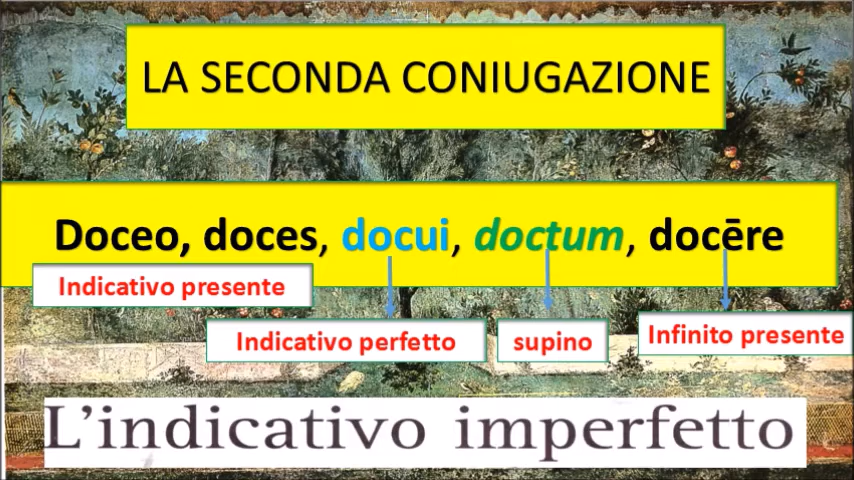 LA SECONDA CONIUGAZIONE
Doceo, doces, docui, doctum, docēre
Indicativo presente
Indicativo perfetto
supino
Infinito presente
L'indicativo imperfetto